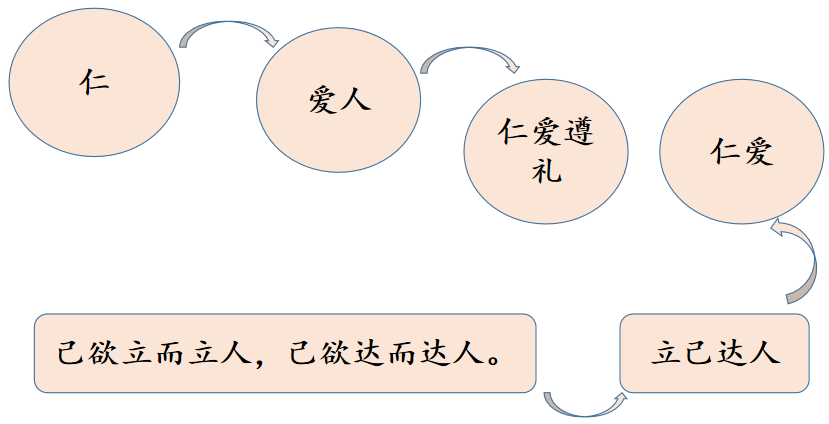 仁
爱人
仁爱遵
礼
仁爱
己欲立而立人，己欲达而达人。
立己达人